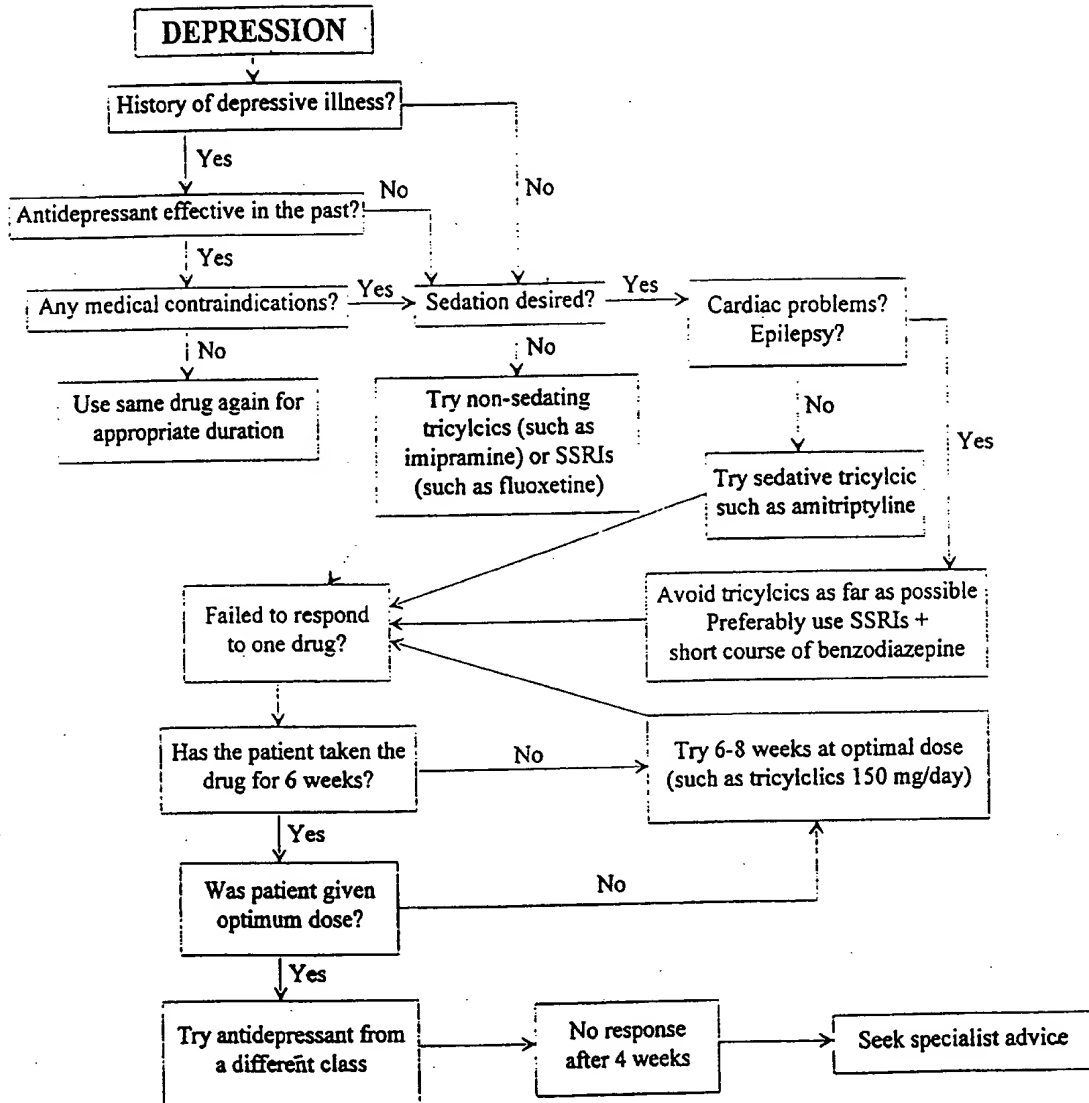 DEPRESSION
History of depressive illness?
Yes
No
No
Antidepressant effective in the past?
Yes
Any medical contraindications?
Yes
Sedation desired?
Yes
Cardiac problems?
Epilepsy?
No
No
No
Yes
Use same drug again for
appropriate duration
Try non-sedating
tricylcics (such as
imipramine) or SSRIs
(such as fluoxetine)
Try sedative tricylcic
such as amitriptyline
Failed to respond
to one drug?
Avoid tricylcics as far as possible
Preferably use SSRIs +
short course of benzodiazepine
Has the patient taken the
drug for 6 weeks?
No
Try 6-8 weeks at optimal dose
(such as tricylclics 150 mg/day)
Yes
Was patient given
optimum dose?
No
Yes
Try antidepressant from
a different class
No response
after 4 weeks
Seek specialist advice